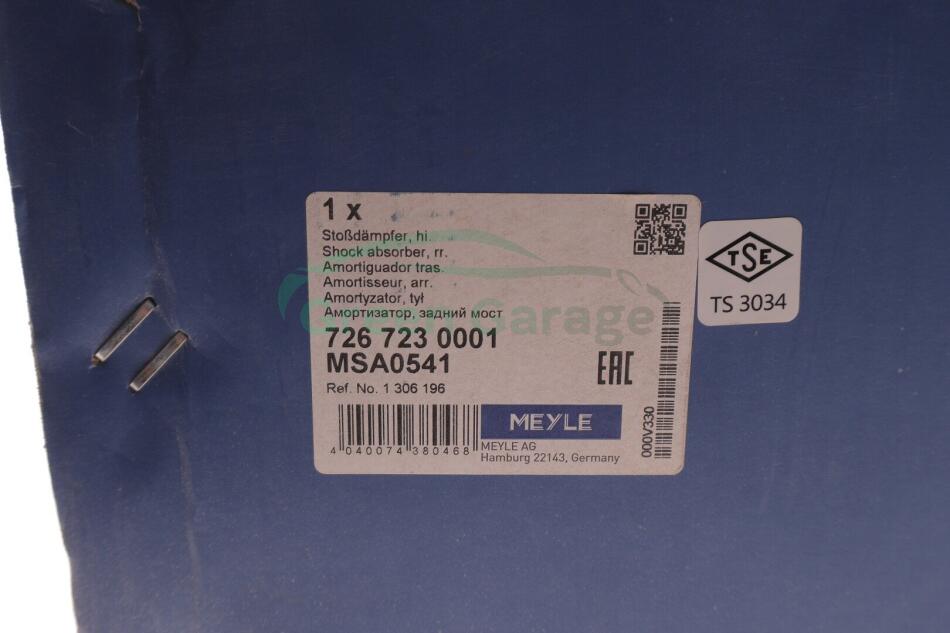 1 x
Stoßdämpfer, hi.
Shock absorber, rr.
Amortiguador tras.
Amortisseur, arr.
Amortyzator, tył
Амортизатор, задний мост
Green Garage
726 723 0001
MSA0541
Ref. No. 1 306 196
EAC
4 040074 380468
MEYLE
MEYLE AG
Hamburg 22143, Germany
000V330
TSE
TS 3034